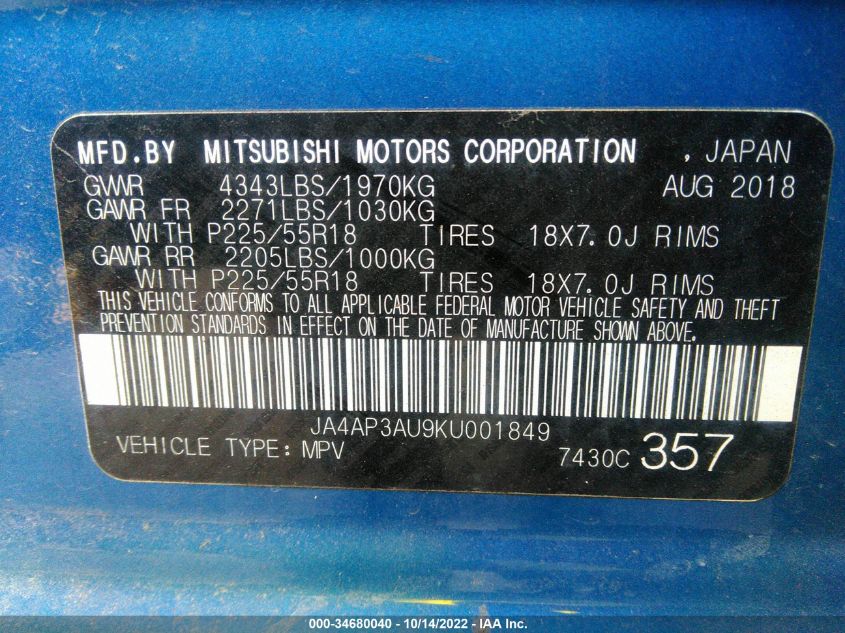 MFD.BY MITSUBISHI MOTORS CORPORATION , JAPAN
GVWR 4343LBS/1970KG AUG 2018
GAWR FR 2271LBS/1030KG
WITH P225/55R18 TIRES 18X7.0J RIMS
GAWR RR 2205LBS/1000KG
WITH P225/55R18 TIRES 18X7.0J RIMS
THIS VEHICLE CONFORMS TO ALL APPLICABLE FEDERAL MOTOR VEHICLE SAFETY AND THEFT
PREVENTION STANDARDS IN EFFECT ON THE DATE OF MANUFACTURE SHOWN ABOVE.
JA4AP3AU9KU001849
VEHICLE TYPE: MPV 7430C 357
000-34680040 - 10/14/2022 - IAA Inc.